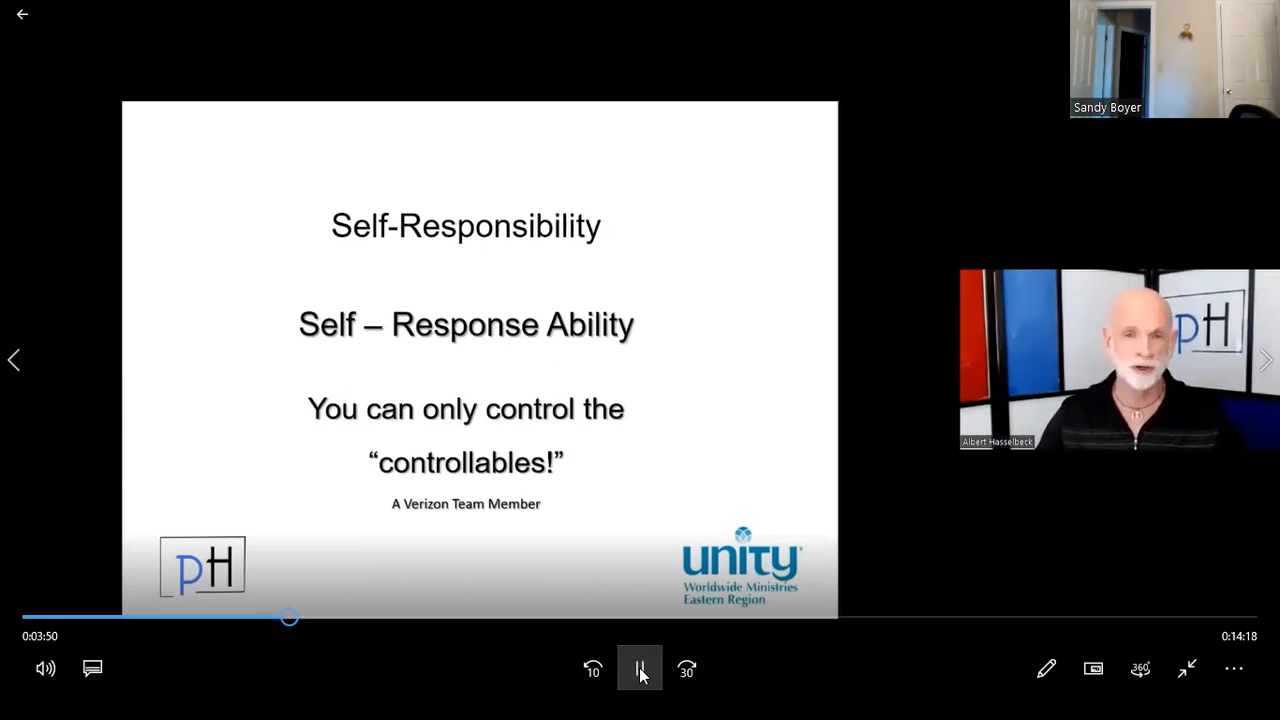 Sandy Boyer
Self-Responsibility
Self – Response Ability
You can only control the
“controllables!”
A Verizon Team Member
pH
unity
Worldwide Ministries
Eastern Region
pH
Albert Hasselbeck
0:03:50
0:14:18
10
30
360